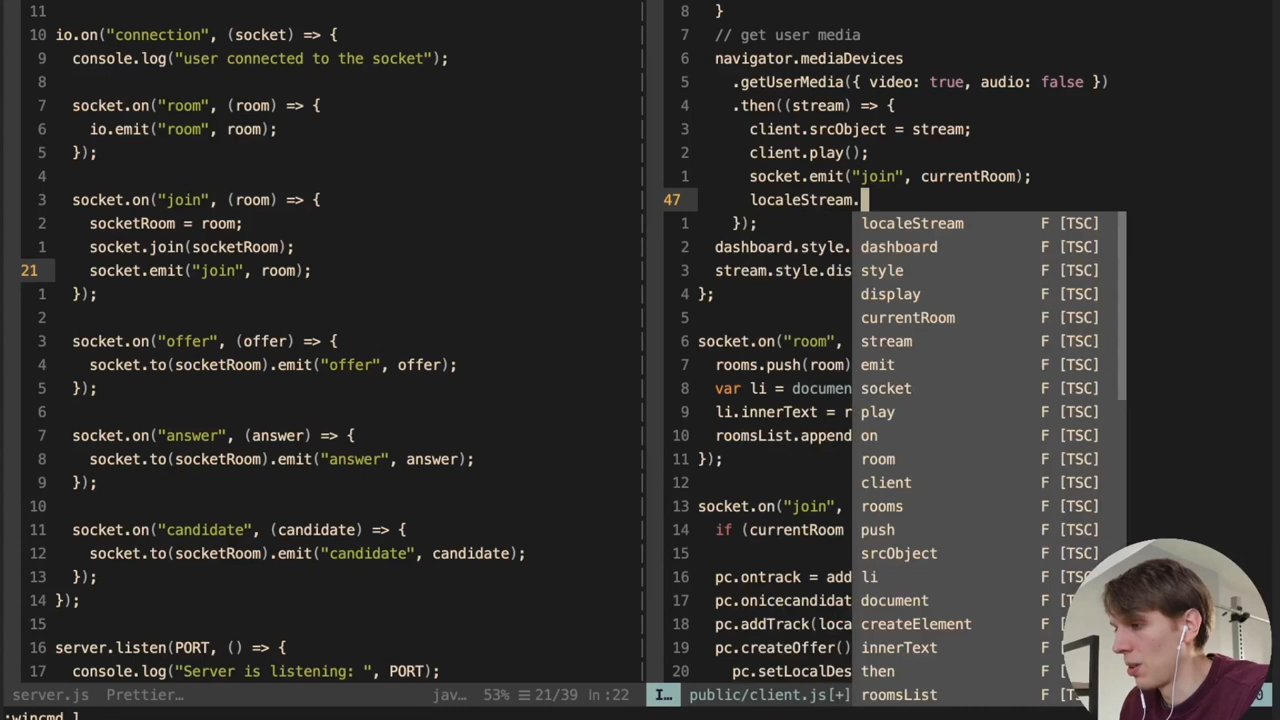 11
10 io.on("connection", (socket) => {
9 console.log("user connected to the socket");
8
7 socket.on("room", (room) => {
6 io.emit("room", room);
5 });
4
3 socket.on("join", (room) => {
2 socketRoom = room;
1 socket.join(socketRoom);
21 socket.emit("join", room);
1 });
2
3 socket.on("offer", (offer) => {
4 socket.to(socketRoom).emit("offer", offer);
5 });
6
7 socket.on("answer", (answer) => {
8 socket.to(socketRoom).emit("answer", answer);
9 });
10
11 socket.on("candidate", (candidate) => {
12 socket.to(socketRoom).emit("candidate", candidate);
13 });
14 });
15
16 server.listen(PORT, () => {
17 console.log("Server is listening: ", PORT);
server.js Prettier… jav… 53% ☰ 21/39 ln:22
:wincmd l
8 }
7 // get user media
6 navigator.mediaDevices
5 .getUserMedia({ video: true, audio: false })
4 .then((stream) => {
3 client.srcObject = stream;
2 client.play();
1 socket.emit("join", currentRoom);
47 localeStream.
1 });
2 dashboard.style.
3 stream.style.dis
4 };
5
6 socket.on("room",
7 rooms.push(room)
8 var li = documen
9 li.innerText = r
10 roomsList.append
11 });
12
13 socket.on("join",
14 if (currentRoom
15
16 pc.ontrack = add
17 pc.onicecandidat
18 pc.addTrack(loca
19 pc.createOffer()
20 pc.setLocalDes
localeStream F [TSC]
dashboard F [TSC]
style F [TSC]
display F [TSC]
currentRoom F [TSC]
stream F [TSC]
emit F [TSC]
socket F [TSC]
play F [TSC]
on F [TSC]
room F [TSC]
client F [TSC]
rooms F [TSC]
push F [TSC]
srcObject F [TSC]
li F [TSC]
document F
createElement
innerText
then
roomsList
I… public/client.js[+]